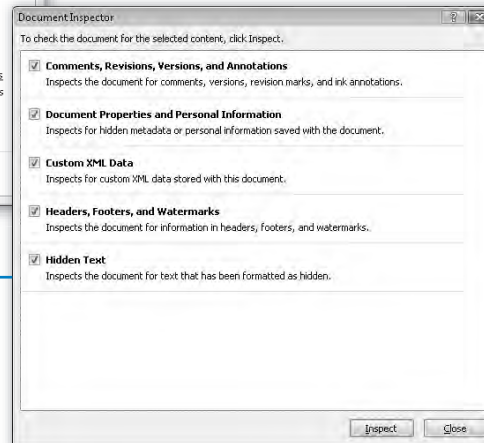 Document Inspector
To check the document for the selected content, click Inspect.
Comments, Revisions, Versions, and Annotations
Inspects the document for comments, versions, revision marks, and ink annotations.
Document Properties and Personal Information
Inspects for hidden metadata or personal information saved with the document.
Custom XML Data
Inspects for custom XML data stored with this document.
Headers, Footers, and Watermarks
Inspects the document for information in headers, footers, and watermarks.
Hidden Text
Inspects the document for text that has been formatted as hidden.
Inspect Close